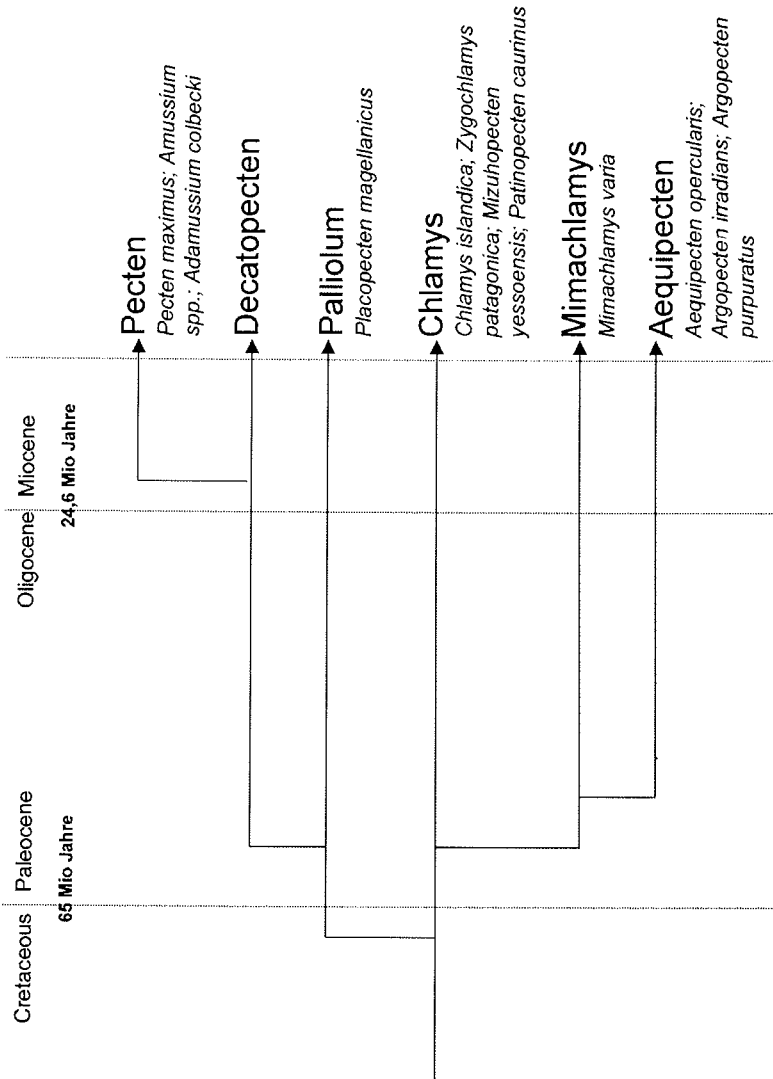 Cretaceous Paleocene Oligocene Miocene
65 Mio Jahre 24,6 Mio Jahre
Pecten
Pecten maximus; Amussium
spp.; Adamussium colbecki
Decatopecten
Palliolum
Placopecten magellanicus
Chlamys
Chlamys islandica; Zygochlamys
patagonica; Mizuhopecten
yessoensis; Patinopecten caurinus
Mimachlamys
Mimachlamys varia
Aequipecten
Aequipecten opercularis;
Argopecten irradians; Argopecten
purpuratus